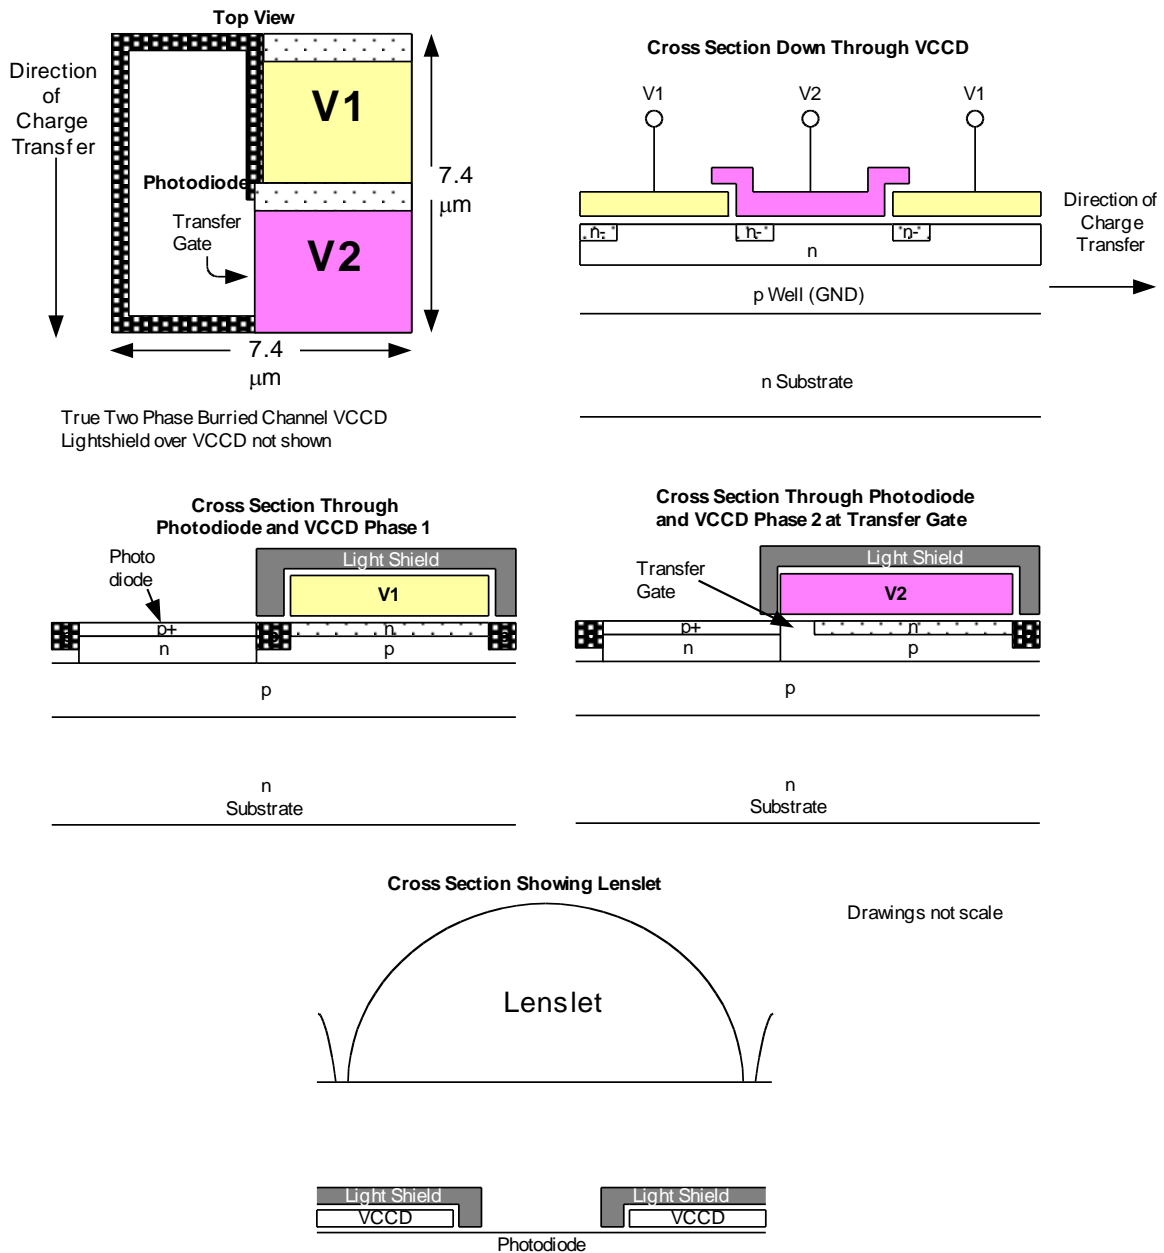 Top View
Direction
of
Charge
Transfer
V1
Photodiode
Transfer
Gate
V2
7.4
μm
7.4
μm
True Two Phase Burried Channel VCCD
Lightshield over VCCD not shown
Cross Section Down Through VCCD
V1
V2
V1
n-
n-
n-
n
p Well (GND)
n Substrate
Direction of
Charge
Transfer
Cross Section Through
Photodiode and VCCD Phase 1
Photo
diode
Light Shield
V1
p+
n
p
n
p
p
p
p
n
Substrate
Cross Section Through Photodiode
and VCCD Phase 2 at Transfer Gate
Transfer
Gate
Light Shield
V2
p+
n
n
p
p
n
Substrate
Cross Section Showing Lenslet
Drawings not scale
Lenslet
Light Shield
VCCD
Light Shield
VCCD
Photodiode